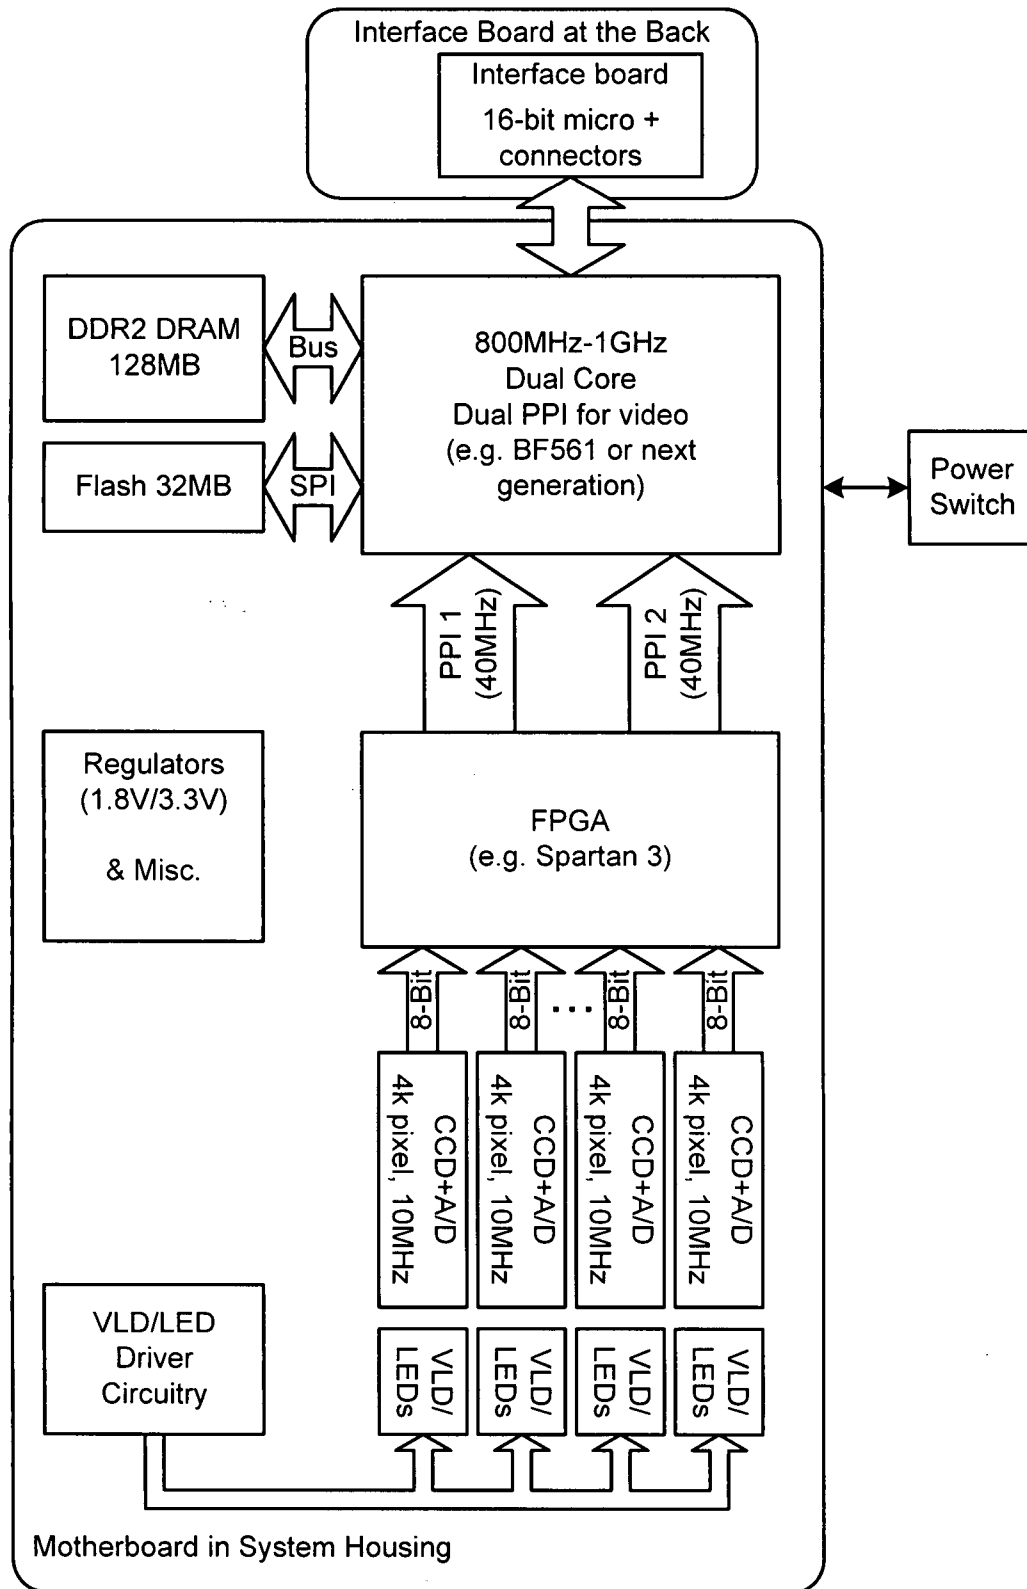 Interface Board at the Back
Interface board
16-bit micro +
connectors
DDR2 DRAM
128MB
Bus
800MHz-1GHz
Dual Core
Dual PPI for video
(e.g. BF561 or next
generation)
Flash 32MB
SPI
Power
Switch
PPI 1
(40MHz)
PPI 2
(40MHz)
Regulators
(1.8V/3.3V)
& Misc.
FPGA
(e.g. Spartan 3)
8-Bit
8-Bit
...
8-Bit
8-Bit
CCD+A/D
4k pixel, 10MHz
CCD+A/D
4k pixel, 10MHz
CCD+A/D
4k pixel, 10MHz
CCD+A/D
4k pixel, 10MHz
VLD/LED
Driver
Circuitry
VLD/
LEDs
VLD/
LEDs
VLD/
LEDs
VLD/
LEDs
Motherboard in System Housing